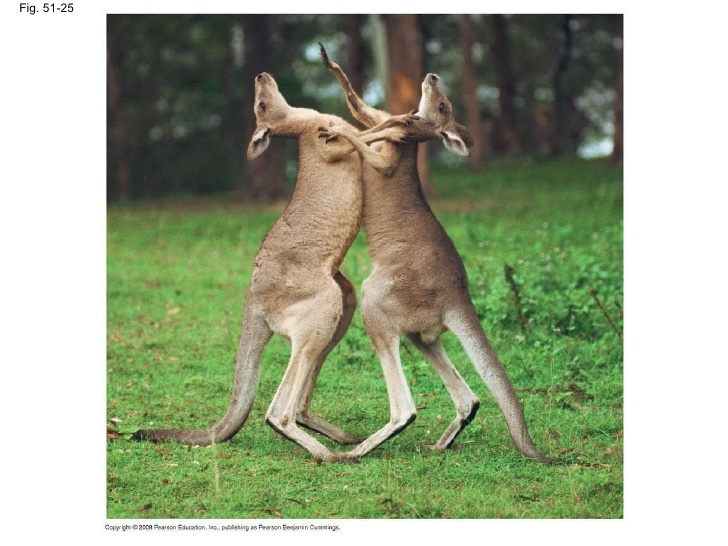 Fig. 51-25
Copyright © 2008 Pearson Education, Inc., publishing as Pearson Benjamin Cummings.